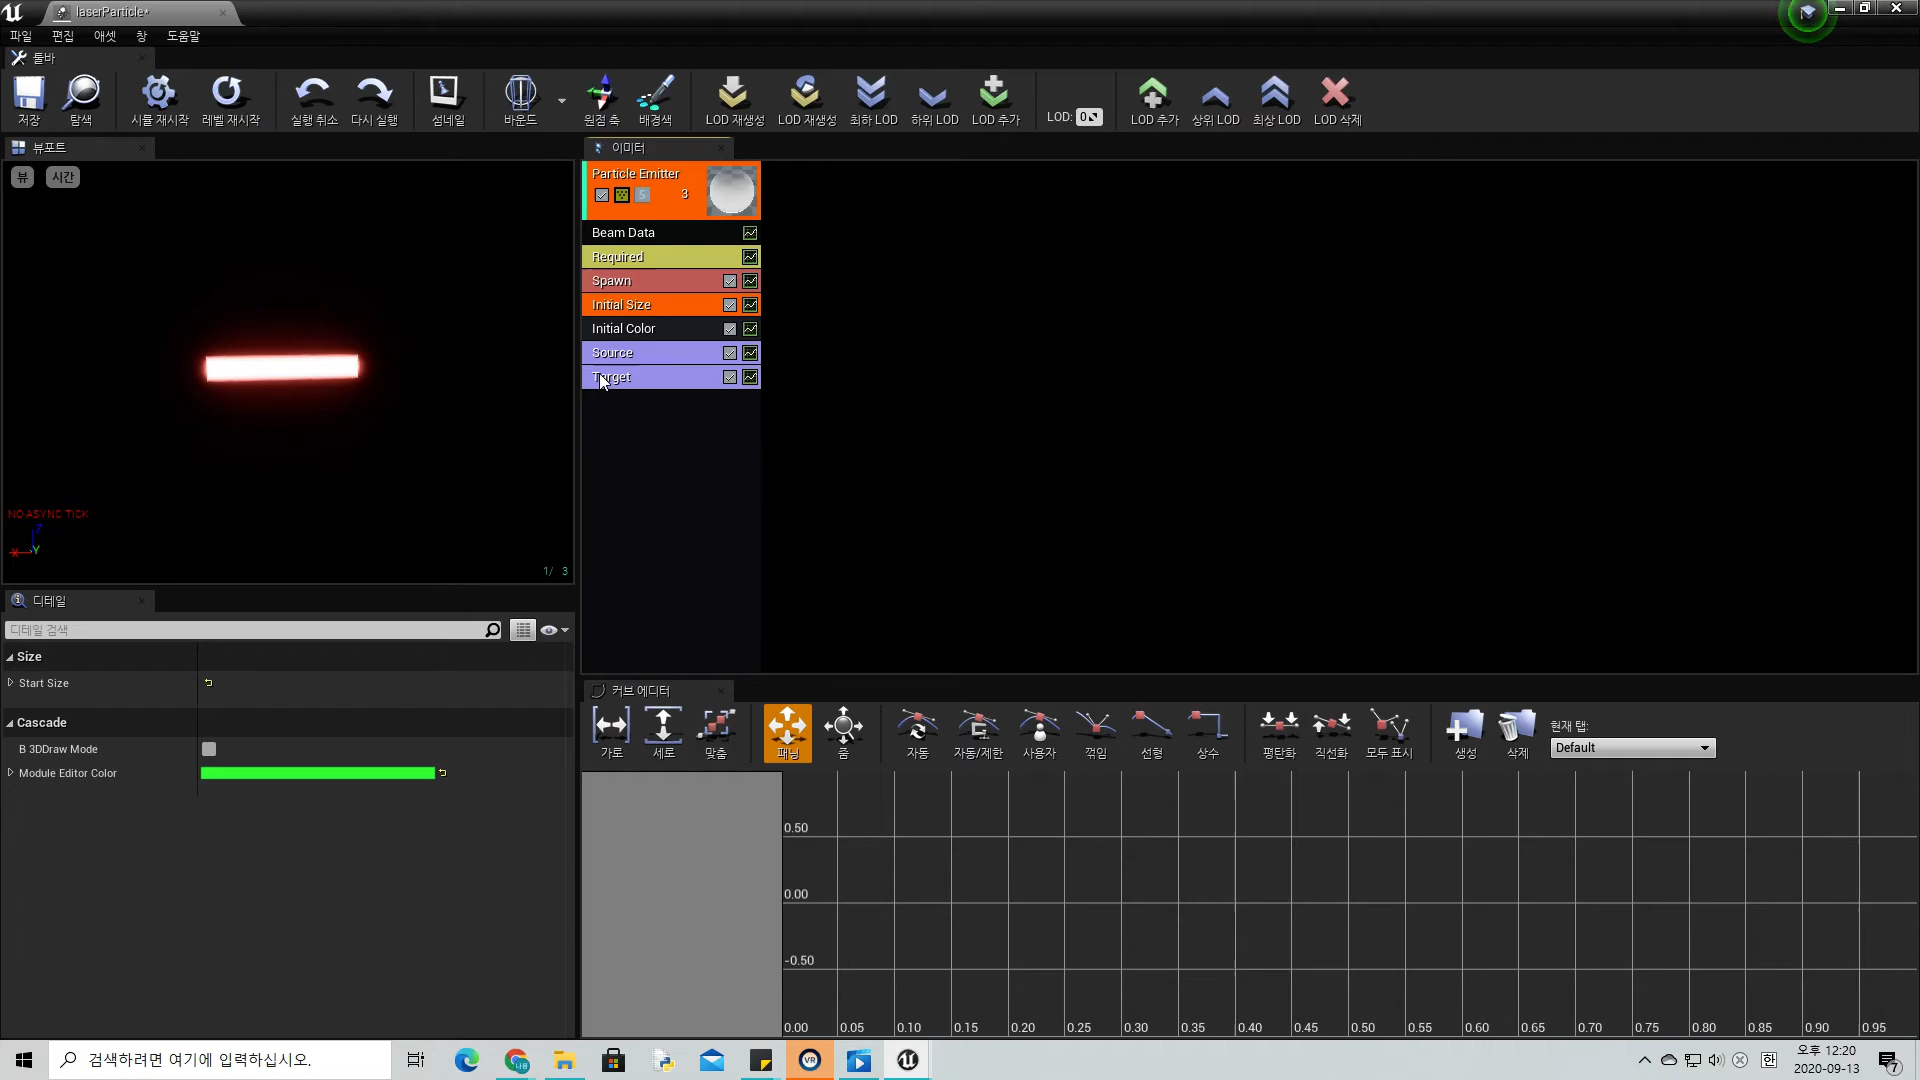 laserParticle*
파일 편집 애셋 창 도움말
툴바
저장 탐색 시뮬 재시작 레벨 재시작 실행 취소 다시 실행 섬네일 바운드 원점 축 배경색 LOD 재생성 LOD 재생성 최하 LOD 하위 LOD LOD 추가 LOD: 0 LOD 추가 상위 LOD 최상 LOD LOD 삭제
뷰포트
뷰 시간
NO ASYNC TICK
Z
X Y
1/ 3
이미터
Particle Emitter
S 3
Beam Data
Required
Spawn
Initial Size
Initial Color
Source
Target
디테일
디테일 검색
Size
Start Size
Cascade
B 3DDraw Mode
Module Editor Color
커브 에디터
가로 세로 맞춤 패닝 줌 자동 자동/제한 사용자 꺾임 선형 상수 평탄화 직선화 모두 표시 생성 삭제
현재 탭:
Default
0.50
0.00
-0.50
0.00 0.05 0.10 0.15 0.20 0.25 0.30 0.35 0.40 0.45 0.50 0.55 0.60 0.65 0.70 0.75 0.80 0.85 0.90 0.95
검색하려면 여기에 입력하십시오.
VR
한
오후 12:20
2020-09-13
7